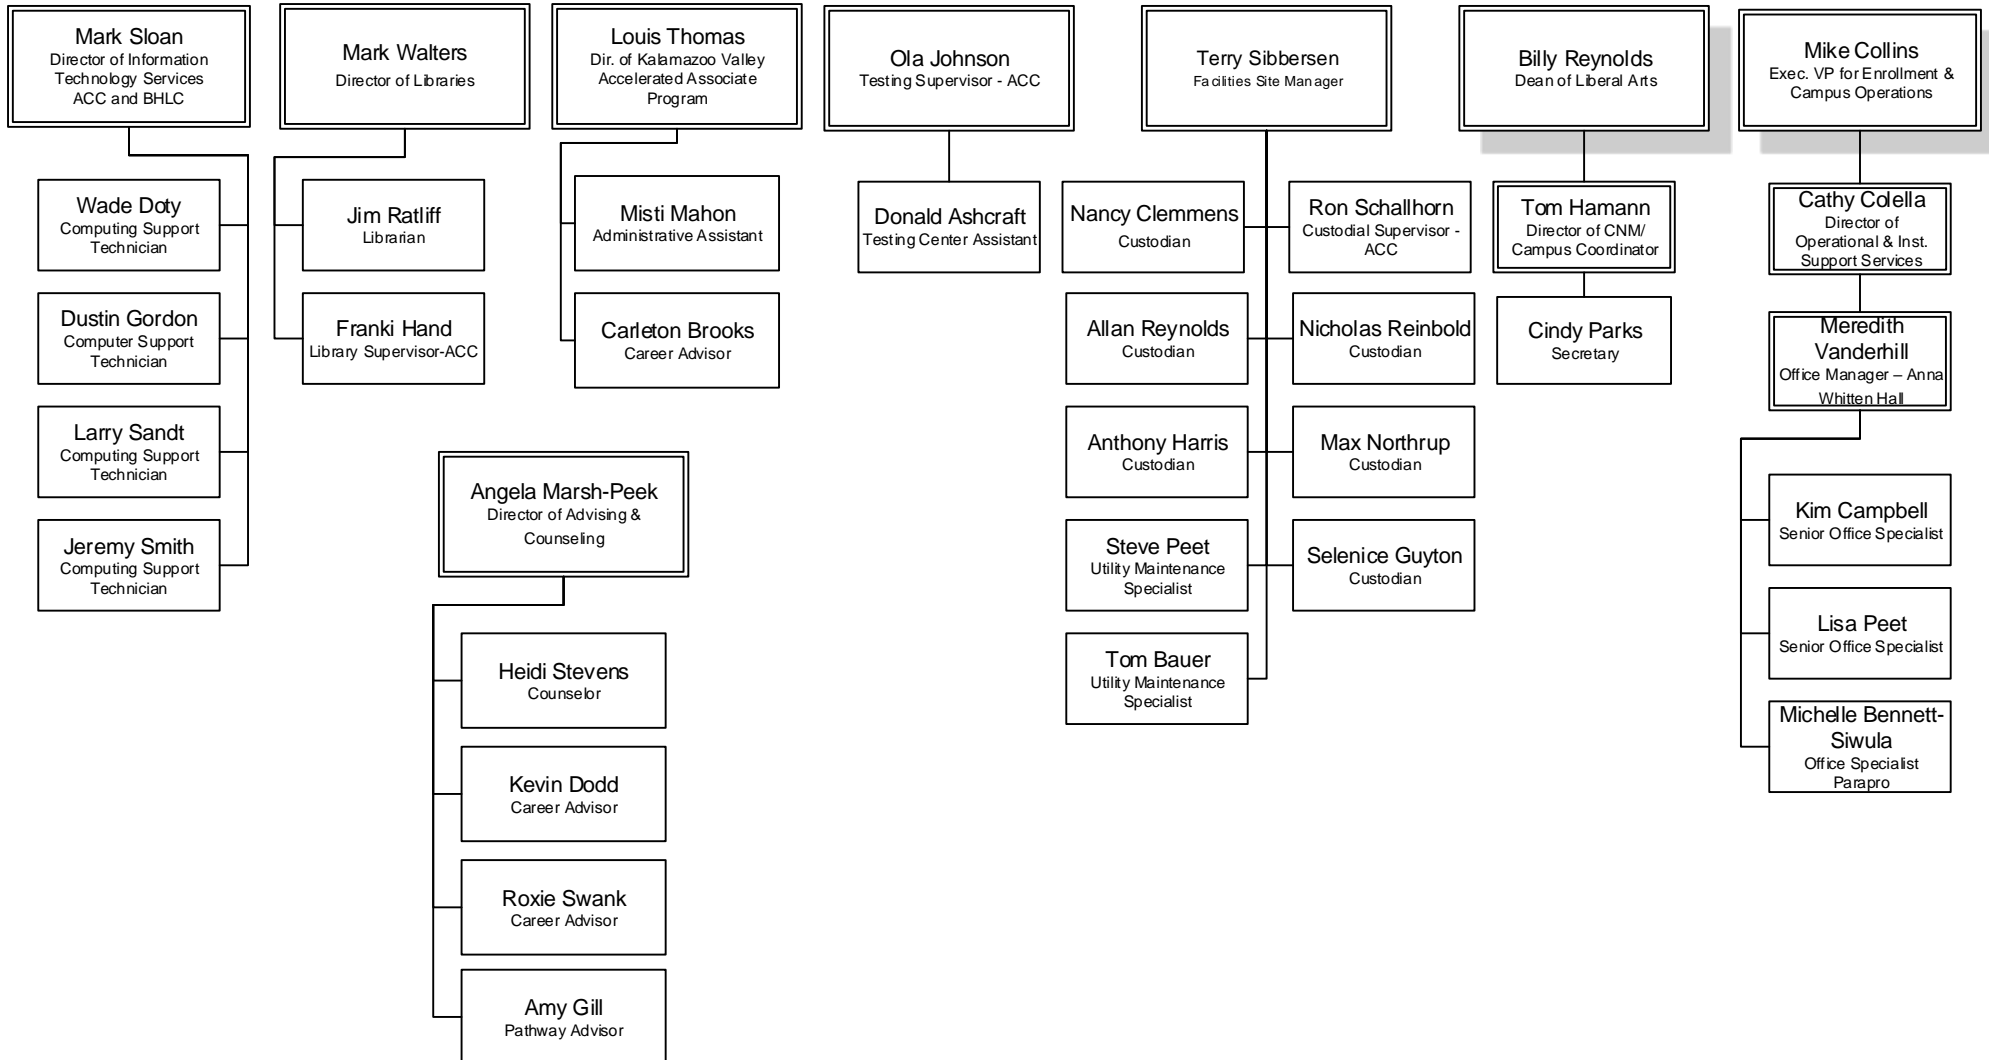 Mark Sloan
Director of Information
Technology Services
ACC and BHLC
Wade Doty
Computing Support
Technician
Dustin Gordon
Computer Support
Technician
Larry Sandt
Computing Support
Technician
Jeremy Smith
Computing Support
Technician
Mark Walters
Director of Libraries
Jim Ratliff
Librarian
Franki Hand
Library Supervisor-ACC
Louis Thomas
Dir. of Kalamazoo Valley
Accelerated Associate
Program
Misti Mahon
Administrative Assistant
Carleton Brooks
Career Advisor
Angela Marsh-Peek
Director of Advising &
Counseling
Heidi Stevens
Counselor
Kevin Dodd
Career Advisor
Roxie Swank
Career Advisor
Amy Gill
Pathway Advisor
Ola Johnson
Testing Supervisor - ACC
Donald Ashcraft
Testing Center Assistant
Terry Sibbersen
Facilities Site Manager
Nancy Clemmens
Custodian
Ron Schallhorn
Custodial Supervisor -
ACC
Allan Reynolds
Custodian
Nicholas Reinbold
Custodian
Anthony Harris
Custodian
Max Northrup
Custodian
Steve Peet
Utility Maintenance
Specialist
Selenice Guyton
Custodian
Tom Bauer
Utility Maintenance
Specialist
Billy Reynolds
Dean of Liberal Arts
Tom Hamann
Director of CNM/
Campus Coordinator
Cindy Parks
Secretary
Mike Collins
Exec. VP for Enrollment &
Campus Operations
Cathy Colella
Director of
Operational & Inst.
Support Services
Meredith
Vanderhill
Office Manager – Anna
Whitten Hall
Kim Campbell
Senior Office Specialist
Lisa Peet
Senior Office Specialist
Michelle Bennett-
Siwula
Office Specialist
Parapro